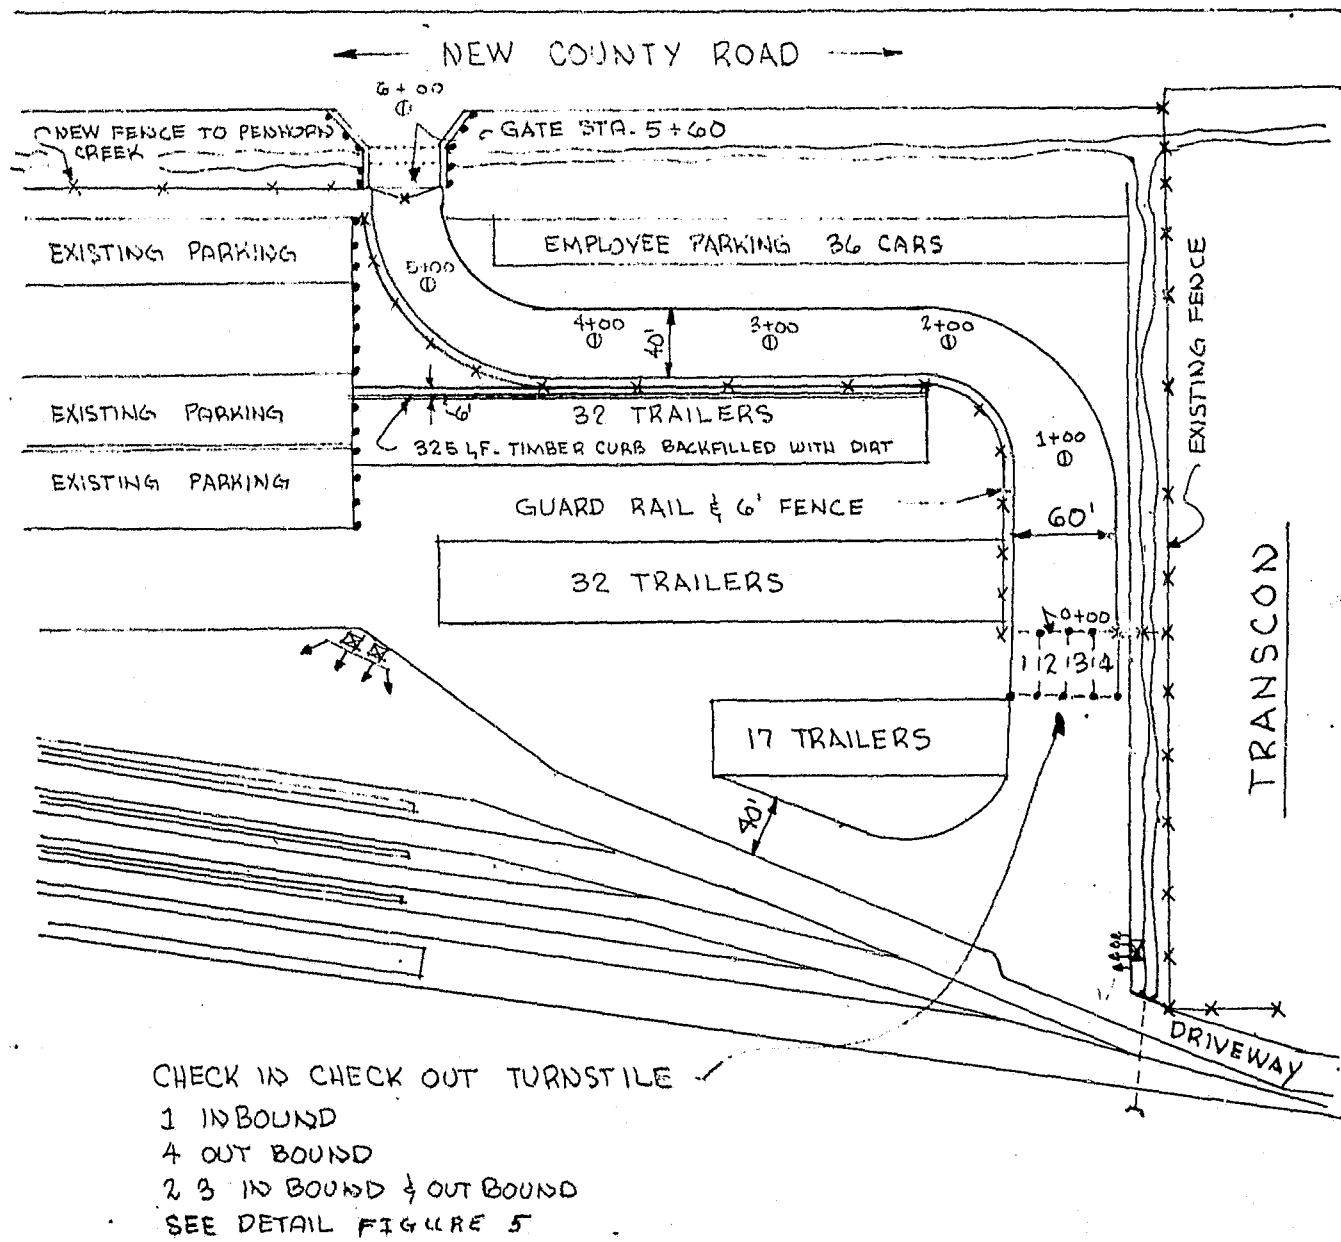 NEW COUNTY ROAD
6+00
NEW FENCE TO PENHORN
CREEK
GATE STA. 5+60
EXISTING PARKING
EMPLOYEE PARKING 36 CARS
5+00
4+00
40'
3+00
2+00
EXISTING FENCE
EXISTING PARKING
6'
32 TRAILERS
325 L.F. TIMBER CURB BACKFILLED WITH DIRT
1+00
EXISTING PARKING
GUARD RAIL & 6' FENCE
60'
32 TRAILERS
0+00
1 2 3 4
TRANSCON
17 TRAILERS
40'
DRIVEWAY
CHECK IN CHECK OUT TURNSTILE
1 INBOUND
4 OUT BOUND
2 3 IN BOUND & OUT BOUND
SEE DETAIL FIGURE 5